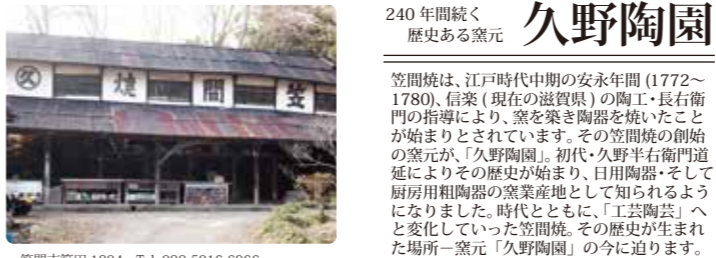 240 年間続く
歴史ある窯元
久野陶園
久 焼 間 笠
笠間焼は、江戸時代中期の安永年間 (1772〜
1780)、信楽 ( 現在の滋賀県 ) の陶工・長右衛
門の指導により、窯を築き陶器を焼いたこと
が始まりとされています。その笠間焼の創始
の窯元が、「久野陶園」。初代・久野半右衛門道
延によりその歴史が始まり、日用陶器・そして
厨房用粗陶器の窯業産地として知られるよう
になりました。時代とともに、「工芸陶芸」へ
と変化していった笠間焼。その歴史が生まれ
た場所−窯元「久野陶園」の今に迫ります。